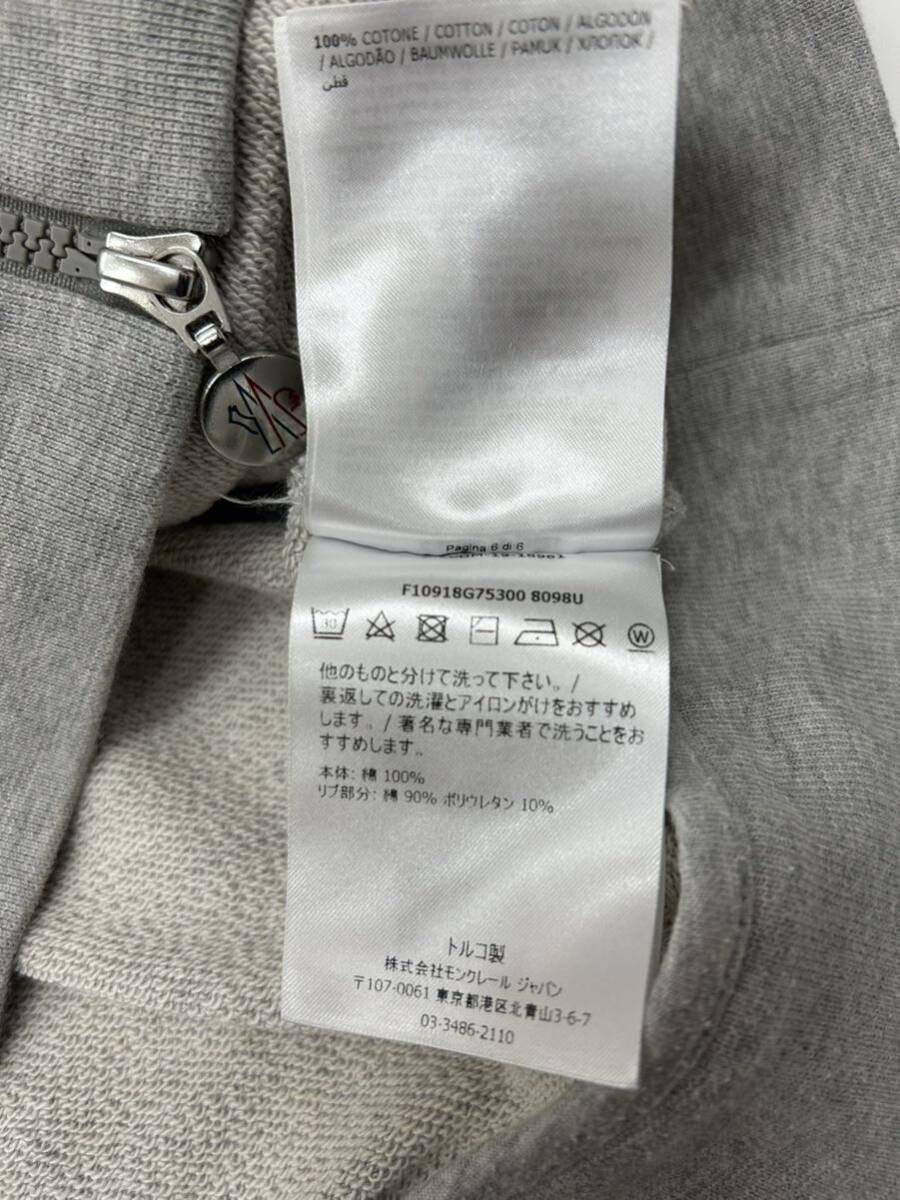 100% COTONE / COTTON / COTON / ALGODÓN
/ ALGODÃO / BAUMWOLLE / PAMUK / ХЛОПОК /
قطن
Pagina 6 di 6
F10918G75300 8098U
30
W
他のものと分けて洗って下さい。/
裏返しての洗濯とアイロンがけをおすすめ
します。/ 著名な専門業者で洗うことをお
すすめします。
本体: 綿 100%
リブ部分: 綿 90% ポリウレタン 10%
トルコ製
株式会社モンクレール ジャパン
〒107-0061 東京都港区北青山3-6-7
03-3486-2110